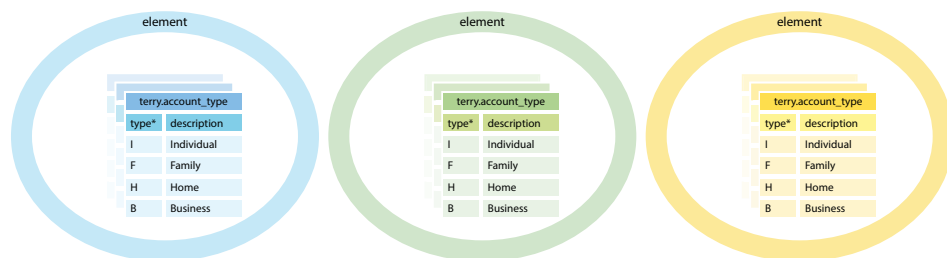 element
terry.account_type
type* description
I Individual
F Family
H Home
B Business
element
terry.account_type
type* description
I Individual
F Family
H Home
B Business
element
terry.account_type
type* description
I Individual
F Family
H Home
B Business